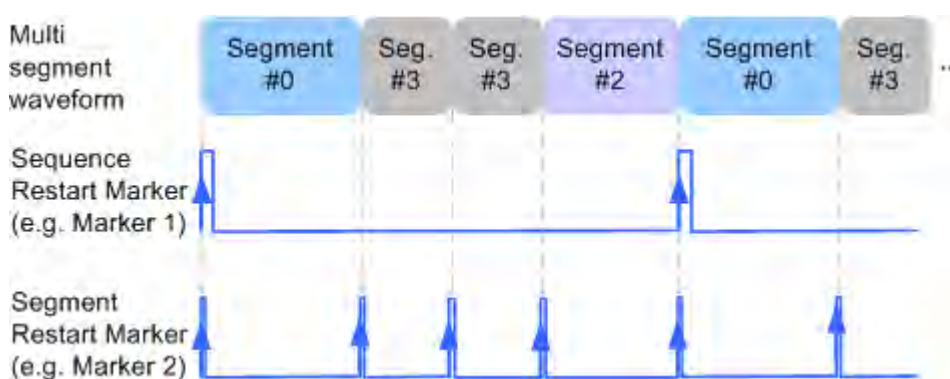 Multi
segment
waveform
Segment
#0
Seg.
#3
Seg.
#3
Segment
#2
Segment
#0
Seg.
#3
..
Sequence
Restart Marker
(e.g. Marker 1)
Segment
Restart Marker
(e.g. Marker 2)